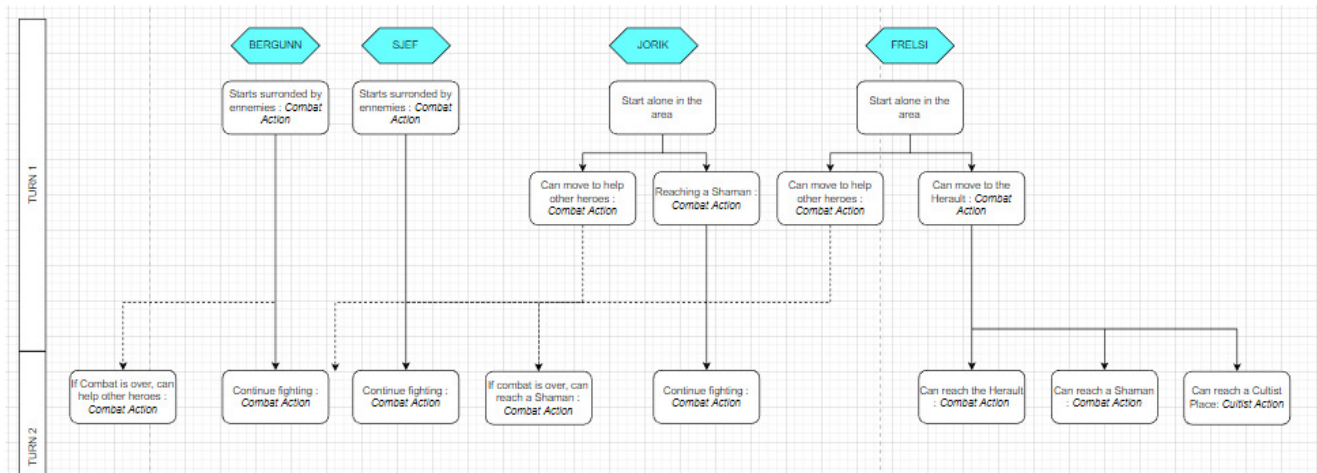 BERGUNN
SJEF
JORIK
FRELSI
TURN 1
Starts surronded by
ennemies : Combat
Action
Starts surronded by
ennemies : Combat
Action
Start alone in the
area
Start alone in the
area
Can move to help
other heroes :
Combat Action
Reaching a Shaman :
Combat Action
Can move to help
other heroes :
Combat Action
Can move to the
Herault : Combat
Action
TURN 2
If Combat is over, can
help other heroes :
Combat Action
Continue fighting :
Combat Action
Continue fighting :
Combat Action
If combat is over, can
reach a Shaman :
Combat Action
Continue fighting :
Combat Action
Can reach the Herault
: Combat Action
Can reach a Shaman
: Combat Action
Can reach a Cultist
Place: Cultist Action